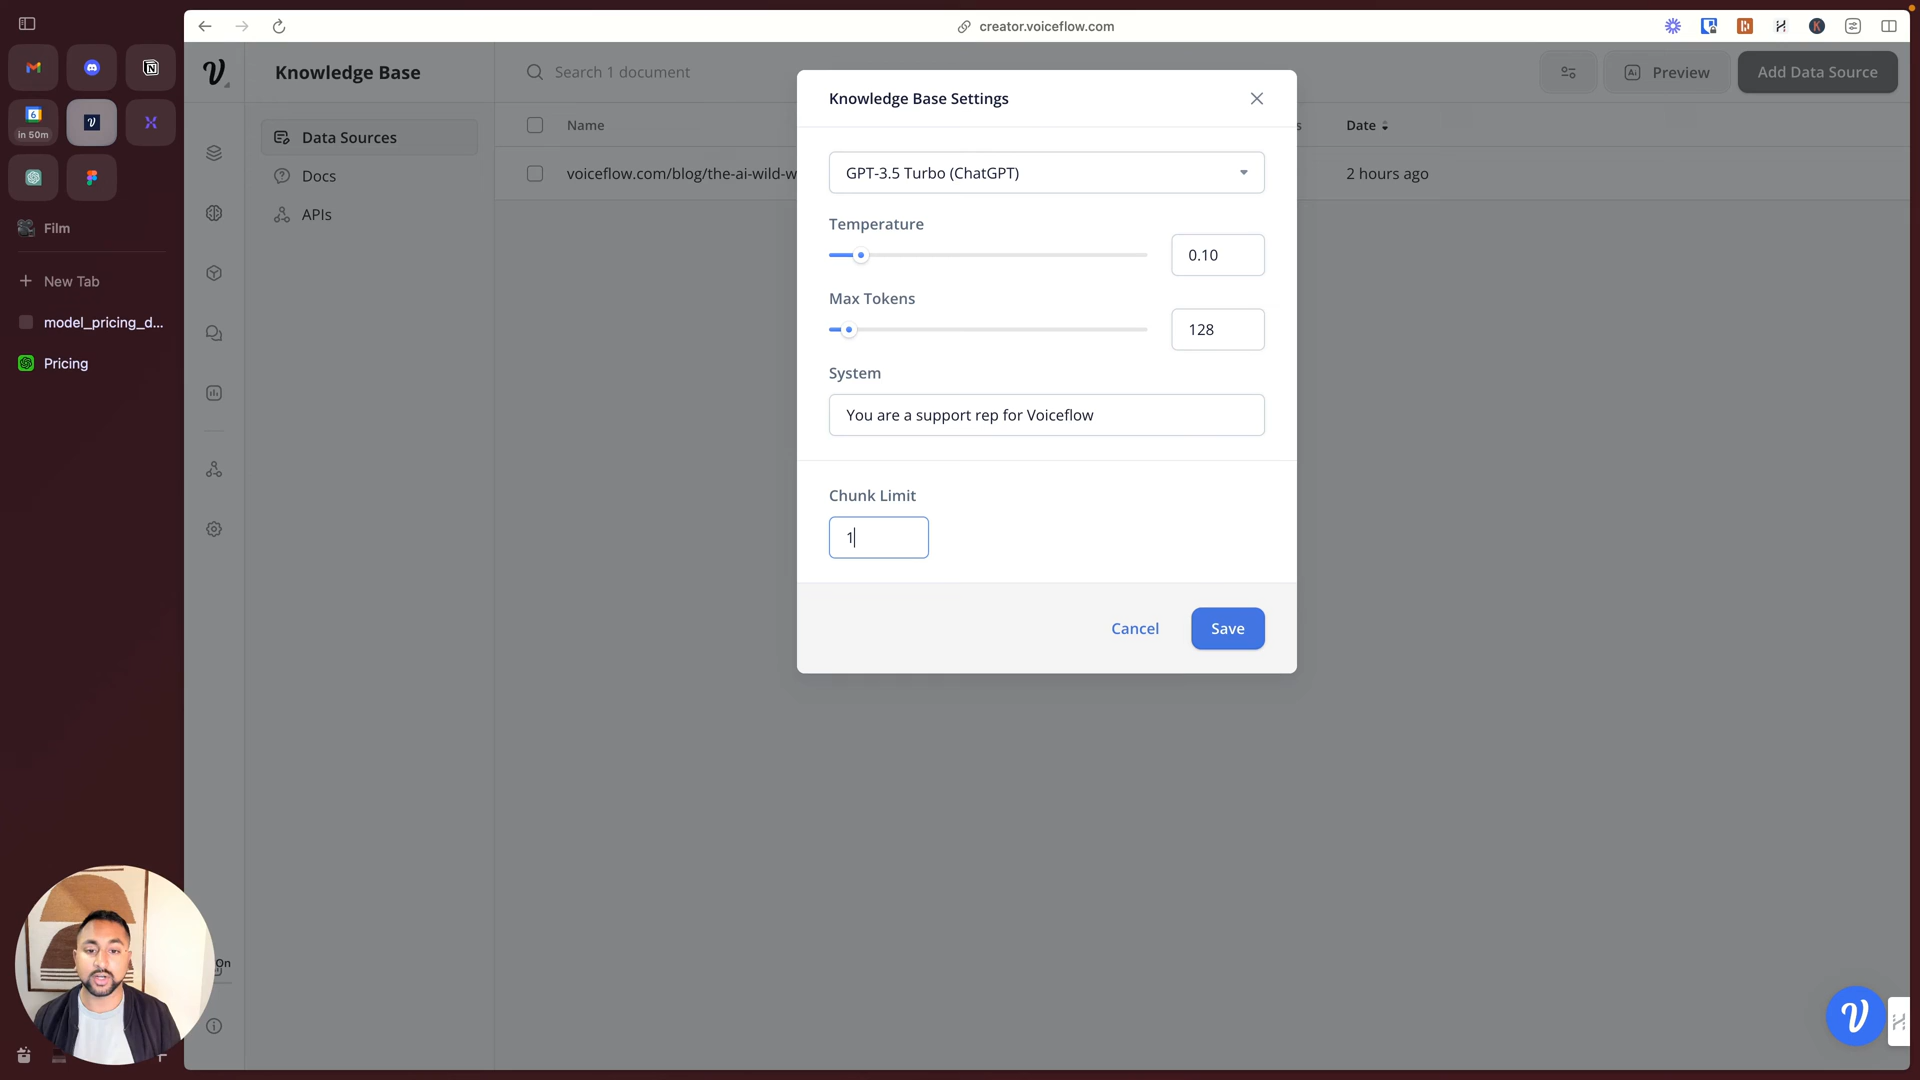 creator.voiceflow.com
6
in 50m
Film
New Tab
model_pricing_d...
Pricing
Knowledge Base
Search 1 document
Preview
Add Data Source
Data Sources
Docs
APIs
Name
Date
voiceflow.com/blog/the-ai-wild-w
2 hours ago
Knowledge Base Settings
GPT-3.5 Turbo (ChatGPT)
Temperature
0.10
Max Tokens
128
System
You are a support rep for Voiceflow
Chunk Limit
1
Cancel
Save
On